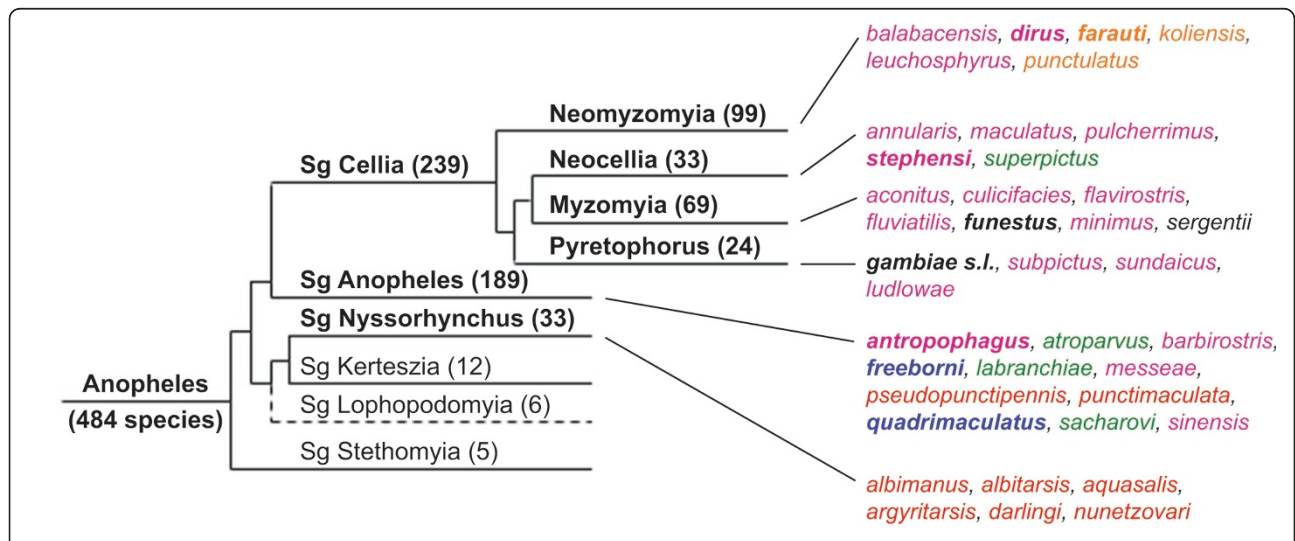 Anopheles
(484 species)
Sg Cellia (239)
Neomyzomyia (99)
Neocellia (33)
Myzomyia (69)
Pyretophorus (24)
Sg Anopheles (189)
Sg Nyssorhynchus (33)
Sg Kerteszia (12)
Sg Lophopodomyia (6)
Sg Stethomyia (5)
balabacensis, dirus, farauti, koliensis,
leuchosphyrus, punctulatus
annularis, maculatus, pulcherrimus,
stephensi, superpictus
aconitus, culicifacies, flavirostris,
fluviatilis, funestus, minimus, sergentii
gambiae s.l., subpictus, sundaicus,
ludlowae
antropophagus, atroparvus, barbirostris,
freeborni, labranchiae, messeae,
pseudopunctipennis, punctimaculata,
quadrimaculatus, sacharovi, sinensis
albimanus, albitarsis, aquasalis,
argyritarsis, darlingi, nunetzovari